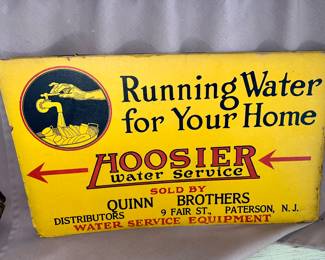 Running Water
for Your Home
HOOSIER
Water Service
SOLD BY
QUINN BROTHERS
DISTRIBUTORS 9 FAIR ST., PATERSON, N.J.
WATER SERVICE EQUIPMENT